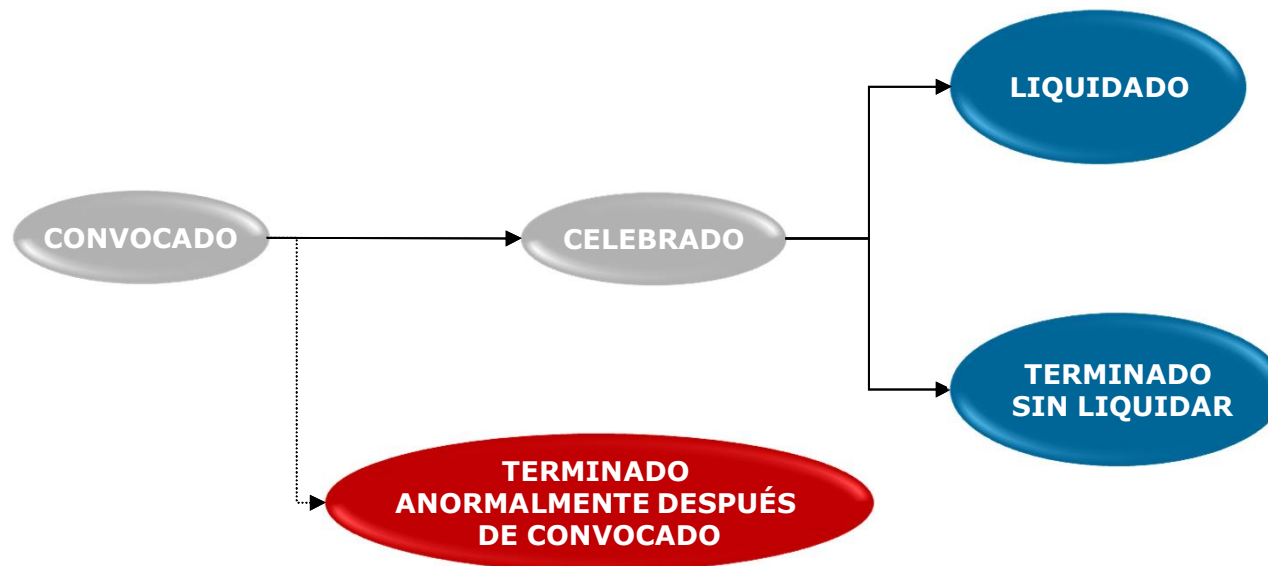 LIQUIDADO
CONVOCADO
CELEBRADO
TERMINADO
SIN LIQUIDAR
TERMINADO
ANORMALMENTE DESPUÉS
DE CONVOCADO